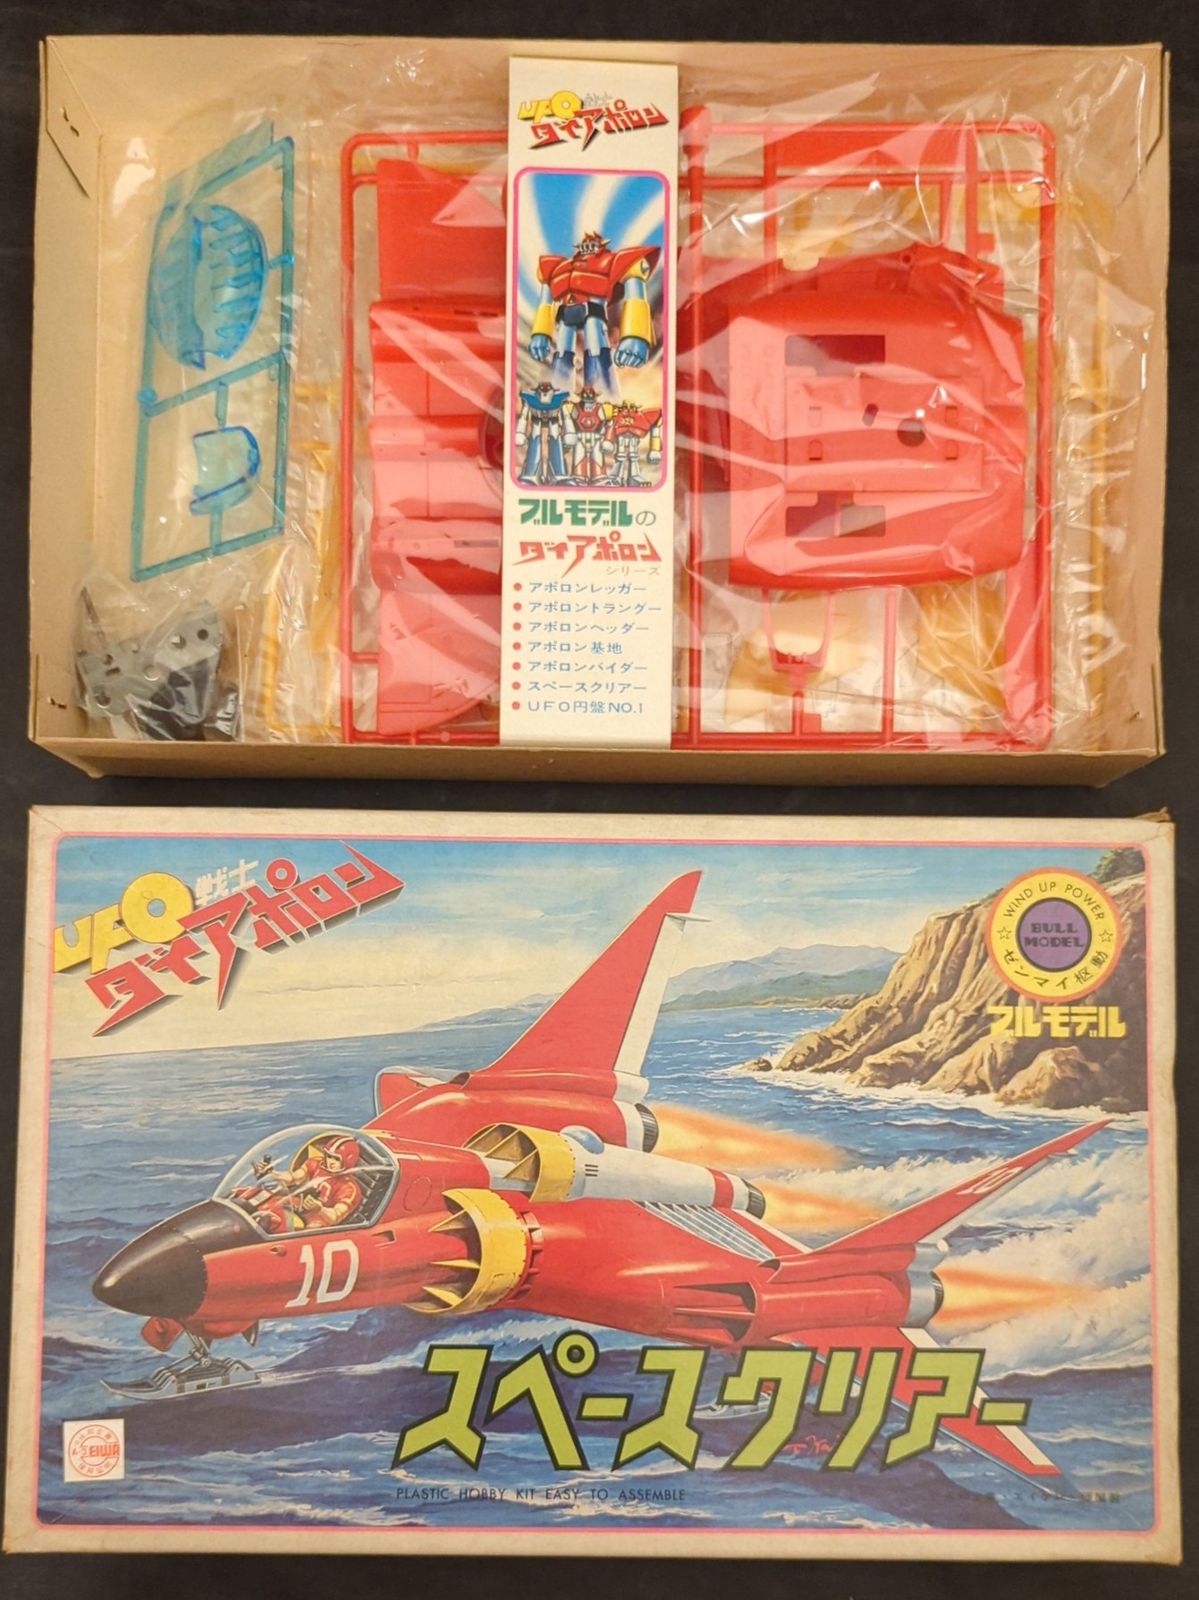 UFO戦士
ダイアポロン
ブルモデルの
ダイアポロン
シリーズ
● アポロンレッガー
● アポロントランガー
● アポロンヘッダー
● アポロン基地
● アポロンバイダー
● スペースクリアー
● UFO円盤NO.1
UFO戦士
ダイアポロン
☆ WIND UP POWER ☆
BULL
MODEL
ゼンマイ駆動
ブルモデル
10
スペースクリアー
EIWA
PLASTIC HOBBY KIT EASY TO ASSEMBLE